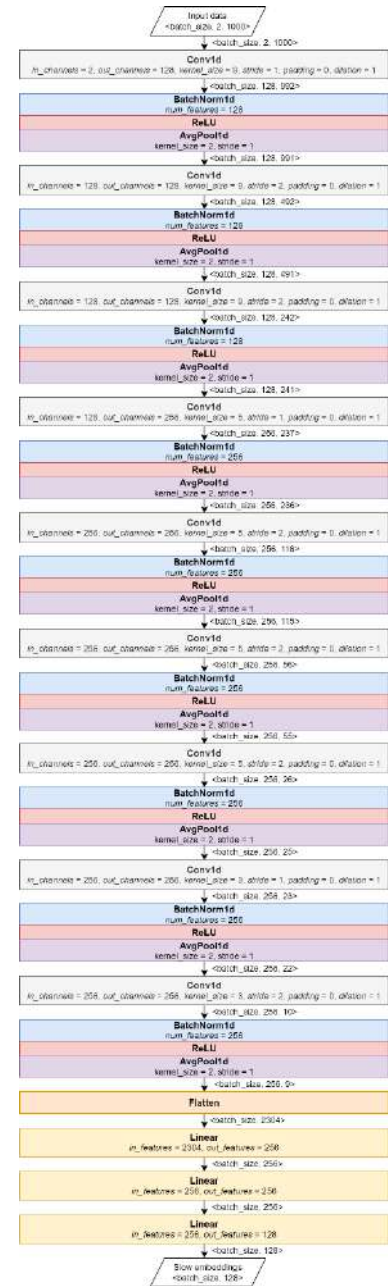 Input data
<batch_size, 2, 1000>
<batch_size, 2, 1000>
Conv1d
in_channels = 2, out_channels = 128, kernel_size = 9, stride = 1, padding = 0, dilation = 1
<batch_size, 128, 992>
BatchNorm1d
num_features = 128
ReLU
AvgPool1d
kernel_size = 2, stride = 1
<batch_size, 128, 991>
Conv1d
in_channels = 128, out_channels = 128, kernel_size = 9, stride = 2, padding = 0, dilation = 1
<batch_size, 128, 492>
BatchNorm1d
num_features = 128
ReLU
AvgPool1d
kernel_size = 2, stride = 1
<batch_size, 128, 491>
Conv1d
in_channels = 128, out_channels = 128, kernel_size = 9, stride = 2, padding = 0, dilation = 1
<batch_size, 128, 242>
BatchNorm1d
num_features = 128
ReLU
AvgPool1d
kernel_size = 2, stride = 1
<batch_size, 128, 241>
Conv1d
in_channels = 128, out_channels = 256, kernel_size = 5, stride = 1, padding = 0, dilation = 1
<batch_size, 256, 237>
BatchNorm1d
num_features = 256
ReLU
AvgPool1d
kernel_size = 2, stride = 1
<batch_size, 256, 236>
Conv1d
in_channels = 256, out_channels = 256, kernel_size = 5, stride = 2, padding = 0, dilation = 1
<batch_size, 256, 116>
BatchNorm1d
num_features = 256
ReLU
AvgPool1d
kernel_size = 2, stride = 1
<batch_size, 256, 115>
Conv1d
in_channels = 256, out_channels = 256, kernel_size = 5, stride = 2, padding = 0, dilation = 1
<batch_size, 256, 56>
BatchNorm1d
num_features = 256
ReLU
AvgPool1d
kernel_size = 2, stride = 1
<batch_size, 256, 55>
Conv1d
in_channels = 256, out_channels = 256, kernel_size = 5, stride = 2, padding = 0, dilation = 1
<batch_size, 256, 26>
BatchNorm1d
num_features = 256
ReLU
AvgPool1d
kernel_size = 2, stride = 1
<batch_size, 256, 25>
Conv1d
in_channels = 256, out_channels = 256, kernel_size = 3, stride = 1, padding = 0, dilation = 1
<batch_size, 256, 23>
BatchNorm1d
num_features = 256
ReLU
AvgPool1d
kernel_size = 2, stride = 1
<batch_size, 256, 22>
Conv1d
in_channels = 256, out_channels = 256, kernel_size = 3, stride = 2, padding = 0, dilation = 1
<batch_size, 256, 10>
BatchNorm1d
num_features = 256
ReLU
AvgPool1d
kernel_size = 2, stride = 1
<batch_size, 256, 9>
Flatten
<batch_size, 2304>
Linear
in_features = 2304, out_features = 256
<batch_size, 256>
Linear
in_features = 256, out_features = 256
<batch_size, 256>
Linear
in_features = 256, out_features = 128
<batch_size, 128>
Slow embeddings
<batch_size, 128>